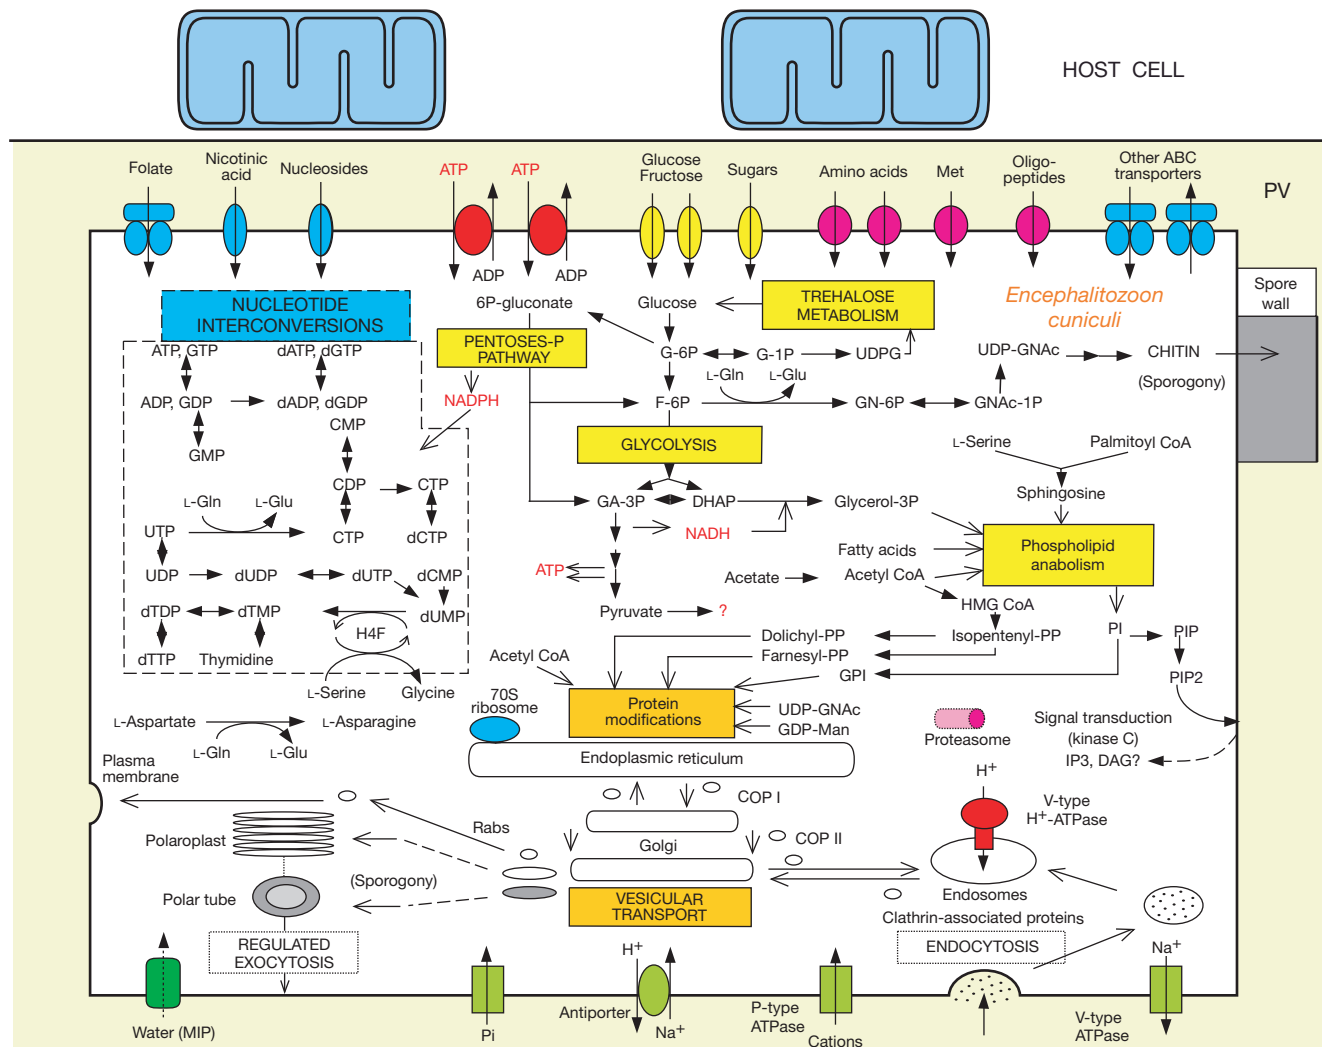 HOST CELL
Folate
Nicotinic
acid
Nucleosides
ATP
ATP
Glucose
Fructose
Sugars
Amino acids
Met
Oligo-
peptides
Other ABC
transporters
PV
ADP
ADP
NUCLEOTIDE
INTERCONVERSIONS
6P-gluconate
Glucose
TREHALOSE
METABOLISM
Encephalitozoon
cuniculi
Spore
wall
PENTOSES-P
PATHWAY
ATP, GTP
dATP, dGTP
G-6P
G-1P
UDPG
UDP-GNAc
CHITIN
(Sporogony)
L-Gln
L-Glu
NADPH
ADP, GDP
dADP, dGDP
F-6P
GN-6P
GNAc-1P
CMP
GMP
GLYCOLYSIS
L-Serine
Palmitoyl CoA
CDP
CTP
L-Gln
L-Glu
GA-3P
DHAP
Glycerol-3P
Sphingosine
UTP
CTP
dCTP
NADH
Phospholipid
anabolism
Fatty acids
UDP
dUDP
dUTP
dCMP
ATP
Acetate
Acetyl CoA
HMG CoA
dTDP
dTMP
dUMP
Pyruvate
?
H4F
Dolichyl-PP
Isopentenyl-PP
PI
PIP
dTTP
Thymidine
Acetyl CoA
Farnesyl-PP
GPI
PIP2
L-Serine
Glycine
70S
ribosome
Protein
modifications
UDP-GNAc
GDP-Man
L-Aspartate
L-Asparagine
L-Gln
L-Glu
Proteasome
Signal transduction
(kinase C)
IP3, DAG?
Plasma
membrane
Endoplasmic reticulum
H+
COP I
V-type
H+-ATPase
Polaroplast
Rabs
Golgi
COP II
(Sporogony)
Polar tube
VESICULAR
TRANSPORT
Endosomes
Clathrin-associated proteins
REGULATED
EXOCYTOSIS
H+
ENDOCYTOSIS
Na+
Water (MIP)
Pi
Antiporter
Na+
P-type
ATPase
Cations
V-type
ATPase